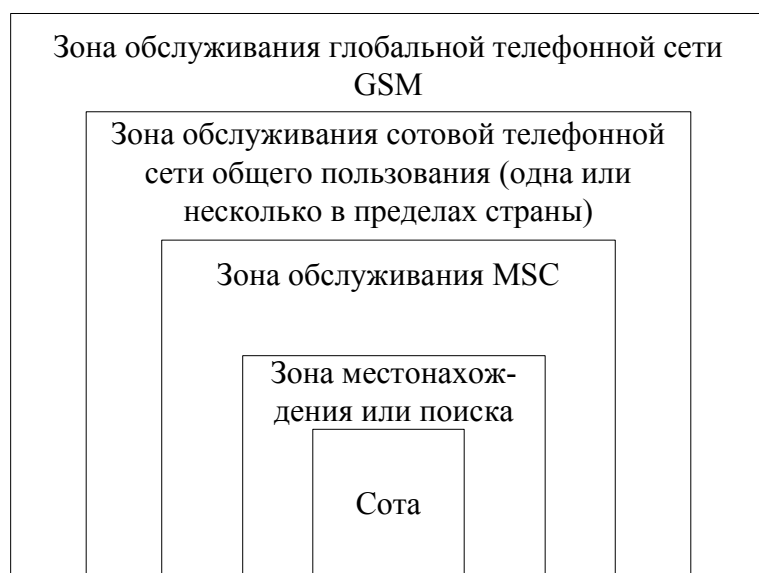 Зона обслуживания глобальной телефонной сети
GSM
Зона обслуживания сотовой телефонной
сети общего пользования (одна или
несколько в пределах страны)
Зона обслуживания MSC
Зона местонахож-
дения или поиска
Сота